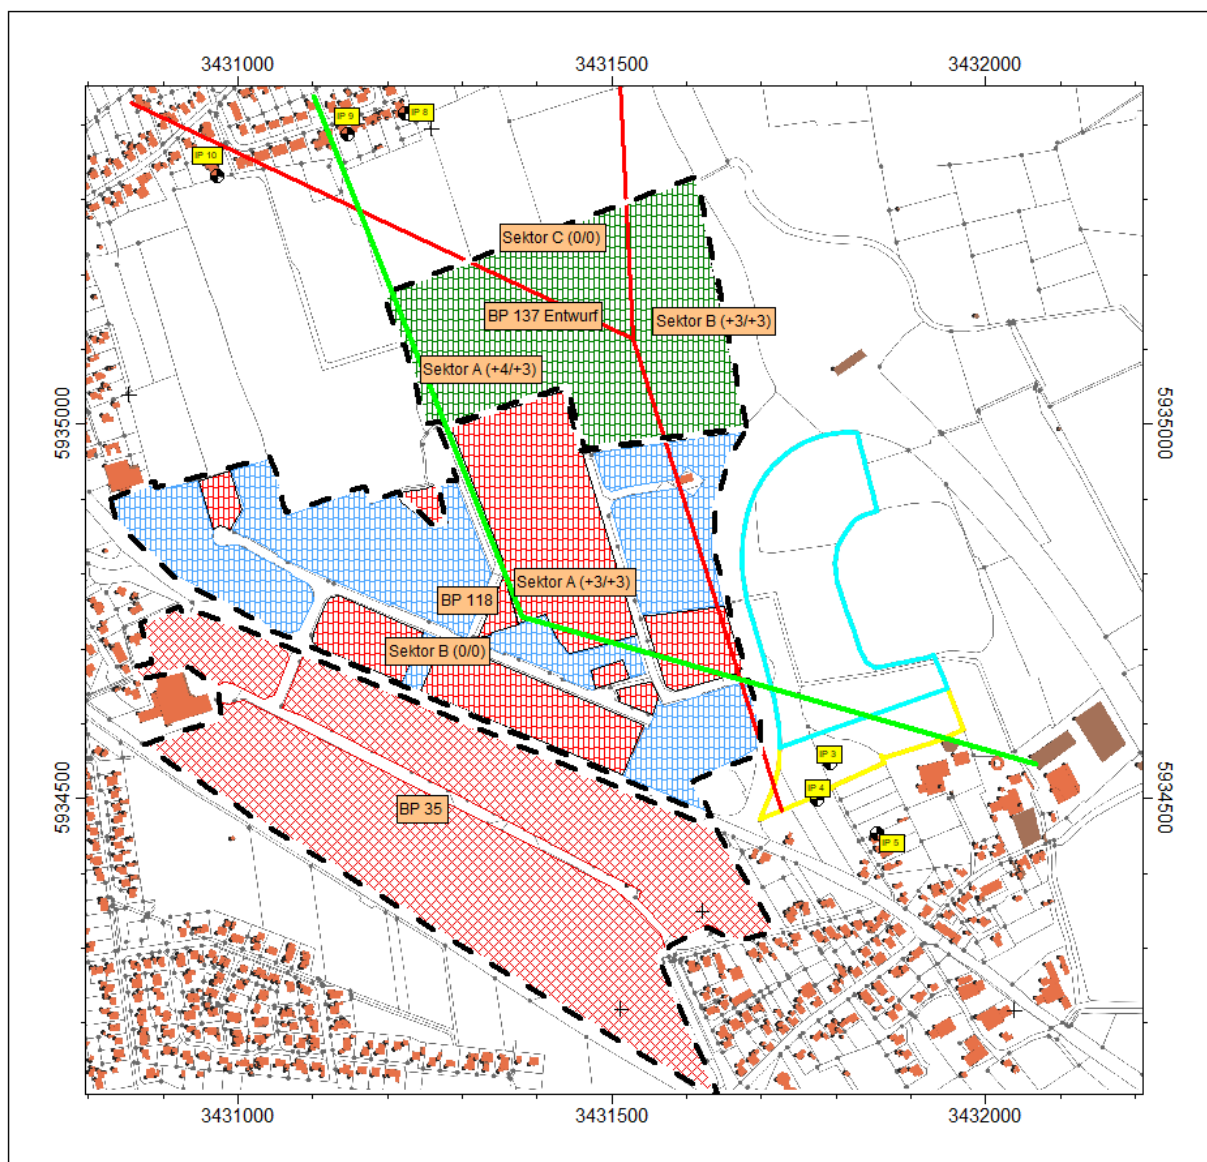 3431000 3431500 3432000
IP 8
IP 9
IP 10
Sektor C (0/0)
BP 137 Entwurf
Sektor B (+3/+3)
Sektor A (+4/+3)
5935000
5935000
Sektor A (+3/+3)
BP 118
Sektor B (0/0)
IP 3
IP 4
BP 35
5934500
5934500
IP 5
3431000 3431500 3432000